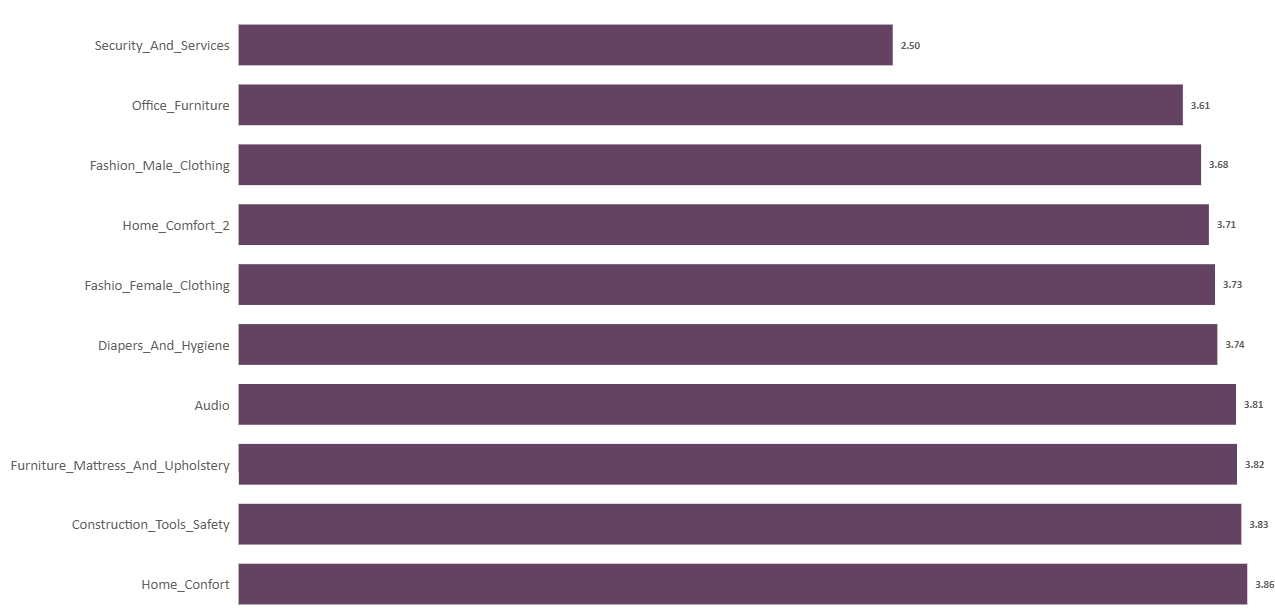 Security_And_Services 2.50
Office_Furniture 3.61
Fashion_Male_Clothing 3.68
Home_Comfort_2 3.71
Fashio_Female_Clothing 3.73
Diapers_And_Hygiene 3.74
Audio 3.81
Furniture_Mattress_And_Upholstery 3.82
Construction_Tools_Safety 3.83
Home_Confort 3.86